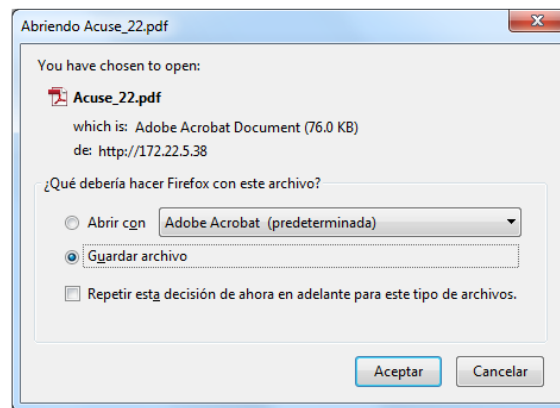 Abriendo Acuse_22.pdf
You have chosen to open:
Acuse_22.pdf
which is: Adobe Acrobat Document (76.0 KB)
de: http://172.22.5.38
¿Qué debería hacer Firefox con este archivo?
Abrir con Adobe Acrobat (predeterminada)
Guardar archivo
Repetir esta decisión de ahora en adelante para este tipo de archivos.
Aceptar Cancelar